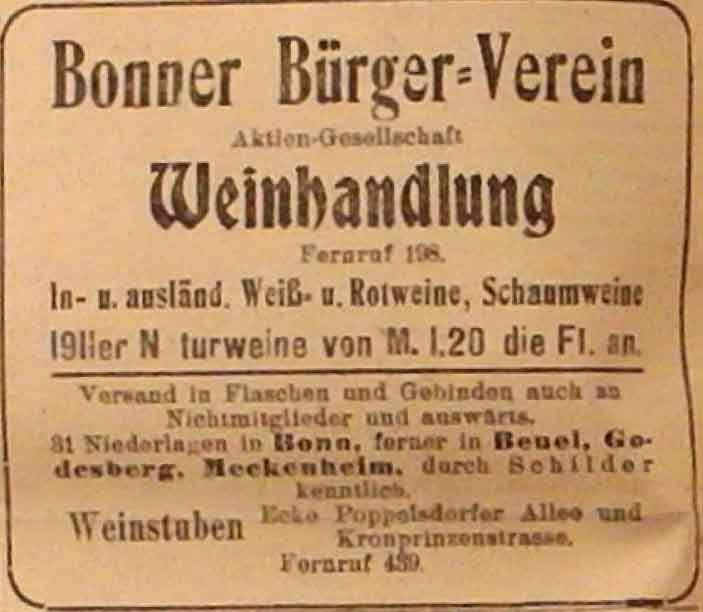 Bonner Bürger-Verein
Aktien-Gesellschaft
Weinhandlung
Fernruf 198.
In- u. ausländ. Weiß- u. Rotweine, Schaumweine
1911er N turweine von M. 1.20 die Fl. an.
Versand in Flaschen und Gebinden auch an
Nichtmitglieder und auswärts.
31 Niederlagen in Bonn, ferner in Beuel, Go-
desberg, Meckenheim, durch Schilder
kenntlich.
Weinstuben Ecke Poppelsdorfer Allee und
Kronprinzenstrasse.
Fernruf 439.